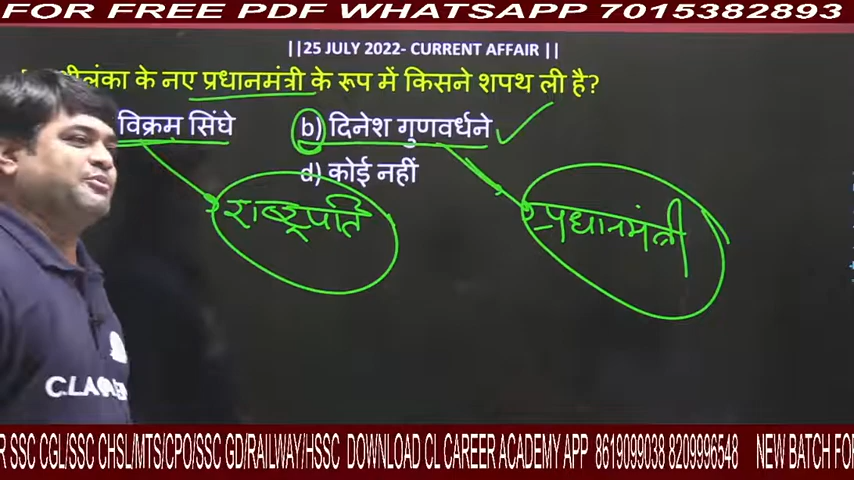 FOR FREE PDF WHATSAPP 7015382893
||25 JULY 2022- CURRENT AFFAIR ||
के नए प्रधानमंत्री के रूप में किसने शपथ ली है?
विक्रम सिंघे b) दिनेश गुणवर्धने
d) कोई नहीं
राष्ट्रपति प्रधानमंत्री
SSC CGL/SSC CHSL/MTS/CPO/SSC GD/RAILWAY/HSSC DOWNLOAD CL CAREER ACADEMY APP 8619099038 8209996548 NEW BATCH